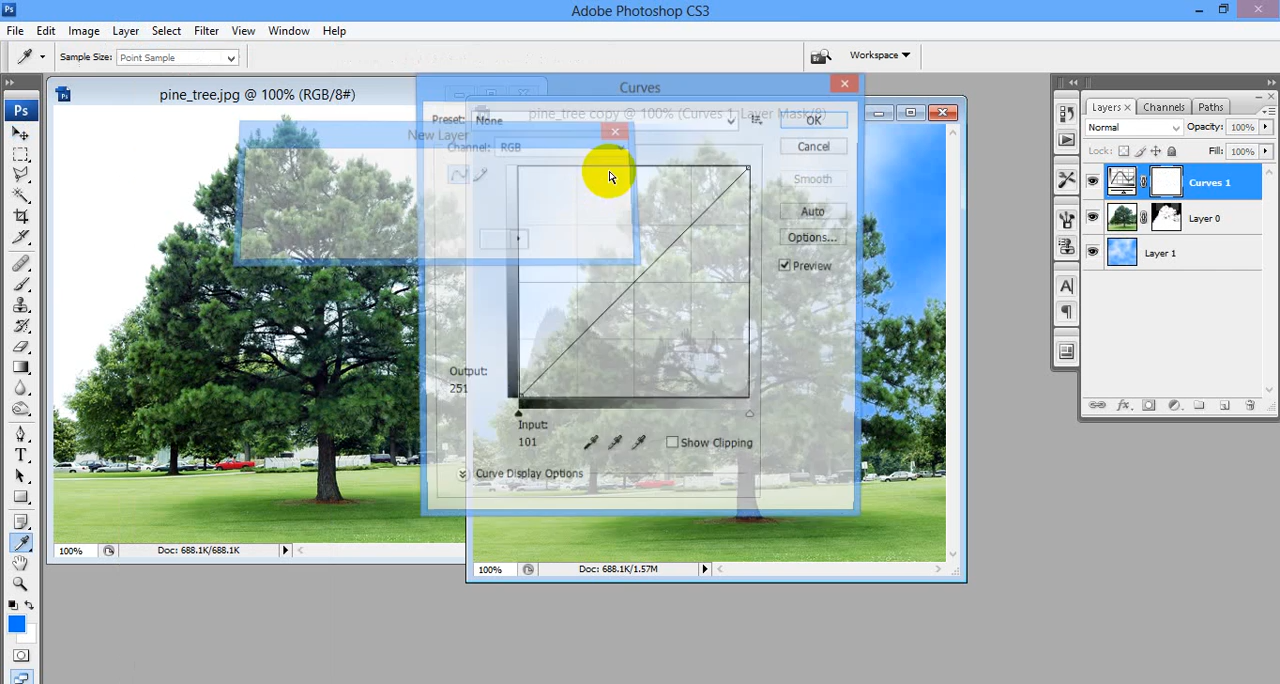 Ps
Adobe Photoshop CS3
File Edit Image Layer Select Filter View Window Help
Sample Size: Point Sample
Workspace
Ps
pine_tree.jpg @ 100% (RGB/8#)
Curves
pine_tree copy @ 100% (Curves 1, Layer Mask/8)
Preset: None
OK
New Layer
Channel: RGB
Cancel
Smooth
Auto
Options...
Preview
Output:
251
Input:
101
Show Clipping
Curve Display Options
100%
Doc: 688.1K/688.1K
100%
Doc: 688.1K/1.57M
Layers Channels Paths
Normal
Opacity: 100%
Lock:
Fill: 100%
Curves 1
Layer 0
Layer 1
fx
A
T